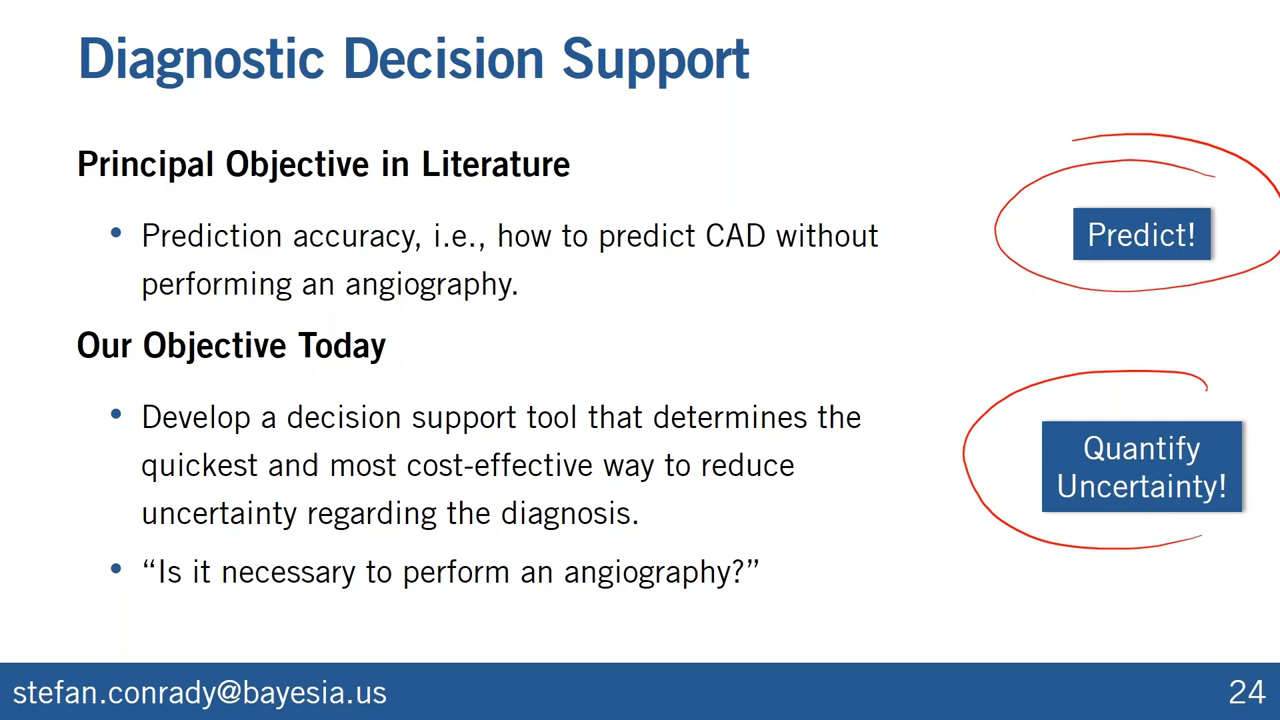 Diagnostic Decision Support
Principal Objective in Literature
• Prediction accuracy, i.e., how to predict CAD without
performing an angiography.
Predict!
Our Objective Today
• Develop a decision support tool that determines the
quickest and most cost-effective way to reduce
uncertainty regarding the diagnosis.
Quantify
Uncertainty!
• “Is it necessary to perform an angiography?”
stefan.conrady@bayesia.us
24